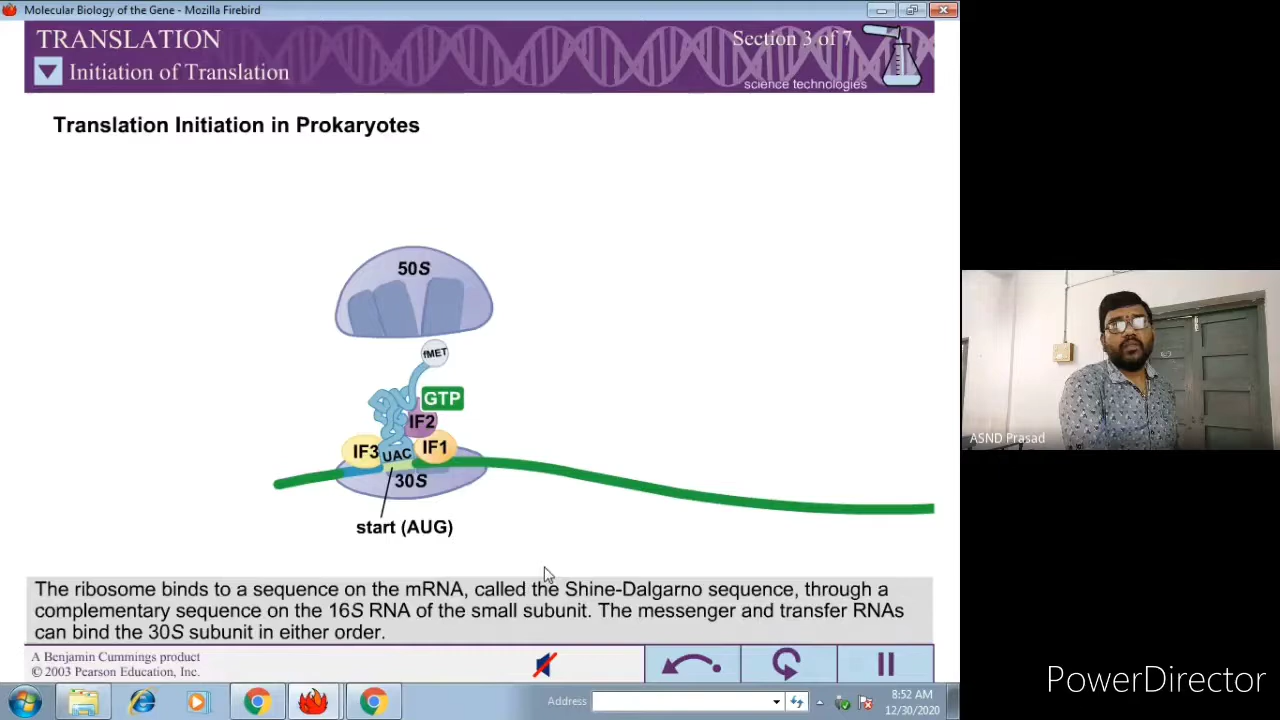 Molecular Biology of the Gene - Mozilla Firebird
TRANSLATION
Section 3 of 7
Initiation of Translation
science technologies
Translation Initiation in Prokaryotes
50S
fMET
GTP
IF2
IF3
UAC
IF1
30S
start (AUG)
The ribosome binds to a sequence on the mRNA, called the Shine-Dalgarno sequence, through a
complementary sequence on the 16S RNA of the small subunit. The messenger and transfer RNAs
can bind the 30S subunit in either order.
A Benjamin Cummings product
© 2003 Pearson Education, Inc.
Address
8:52 AM
12/30/2020
ASND Prasad
PowerDirector